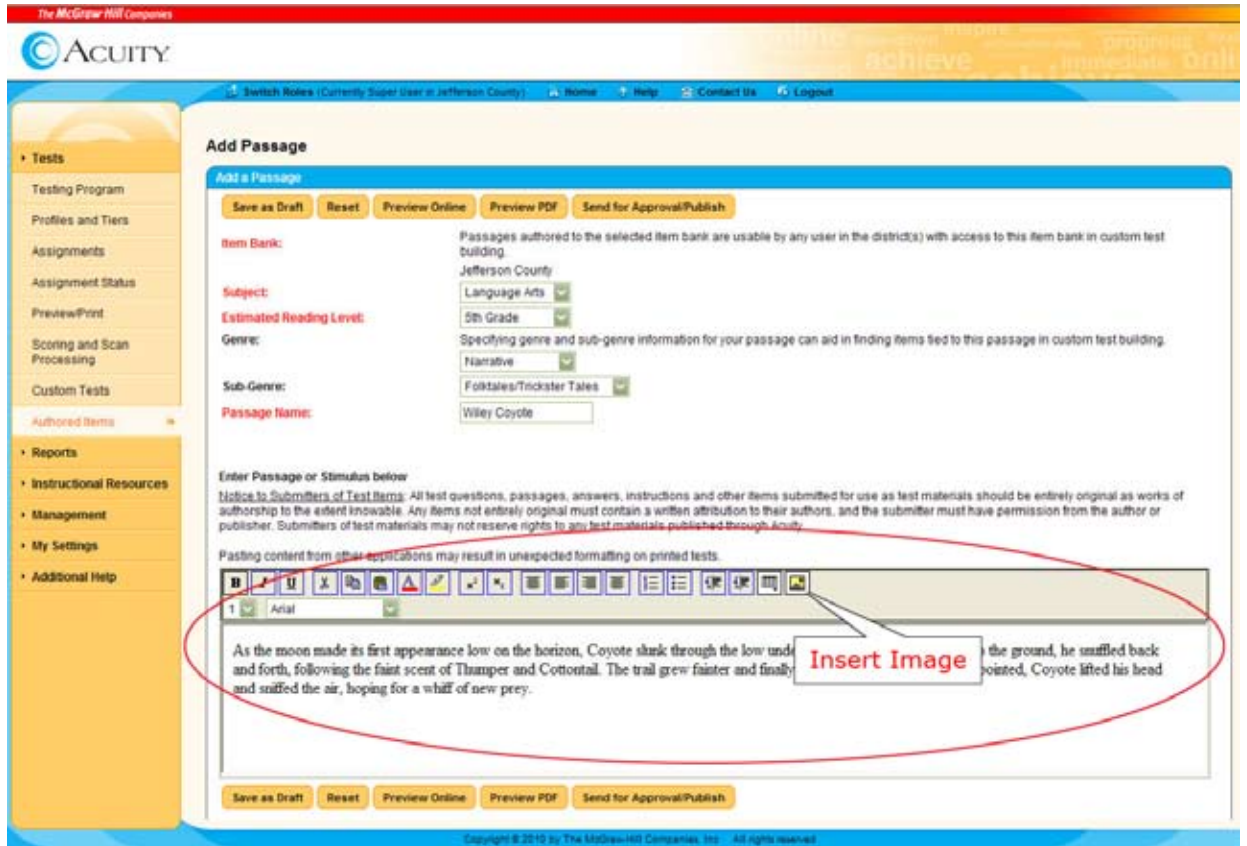 The McGraw-Hill Companies
ACUITY
achieve
progress
immediate
Switch Roles (Currently Super User in Jefferson County) Home Help Contact Us Logout
Tests
Testing Program
Profiles and Tiers
Assignments
Assignment Status
Preview/Print
Scoring and Scan
Processing
Custom Tests
Authored Items
Reports
Instructional Resources
Management
My Settings
Additional Help
Add Passage
Add a Passage
Save as Draft Reset Preview Online Preview PDF Send for Approval/Publish
Item Bank: Passages authored to the selected item bank are usable by any user in the district(s) with access to this item bank in custom test
building.
Jefferson County
Subject: Language Arts
Estimated Reading Level: 5th Grade
Genre: Specifying genre and sub-genre information for your passage can aid in finding items tied to this passage in custom test building.
Narrative
Sub-Genre: Folktales/Trickster Tales
Passage Name: Wiley Coyote
Enter Passage or Stimulus below
Notice to Submitters of Test Items: All test questions, passages, answers, instructions and other items submitted for use as test materials should be entirely original as works of
authorship to the extent knowable. Any items not entirely original must contain a written attribution to their authors, and the submitter must have permission from the author or
publisher. Submitters of test materials may not reserve rights to any test materials published through Acuity.
Pasting content from other applications may result in unexpected formatting on printed tests.
B I U A
1 Arial
Insert Image
As the moon made its first appearance low on the horizon, Coyote slunk through the low the ground, he snuffled back
and forth, following the faint scent of Thumper and Cottontail. The trail grew fainter and finally Coyote lifted his head
and sniffed the air, hoping for a whiff of new prey.
Save as Draft Reset Preview Online Preview PDF Send for Approval/Publish
Copyright © 2010 by The McGraw-Hill Companies, Inc. All rights reserved